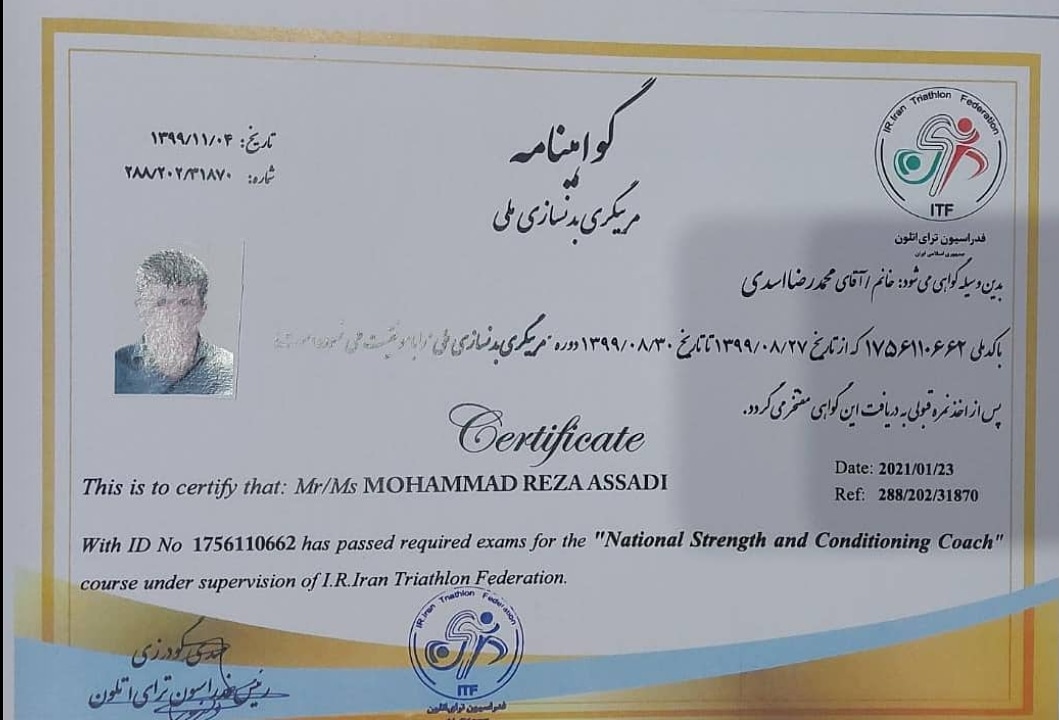 IR.Iran Triathlon Federation
ITF
فدراسیون ترای اتلون
جمهوری اسلامی ایران
گواهینامه
مربیگری بدنسازی ملی
تاریخ: ۱۳۹۹/۱۱/۰۴
شماره: ۲۸۸/۲۰۲/۳۱۸۷۰
بدین وسیله گواهی می شود: خانم / آقای محمدرضا اسدی
باکدملی ۱۷۵۶۱۱۰۶۶۲ که از تاریخ ۱۳۹۹/۰۸/۲۷ تا تاریخ ۱۳۹۹/۰۸/۳۰ دوره "مربیگری بدنسازی ملی" را با موفقیت طی نموده است
پس از اخذ نمره قبولی به دریافت این گواهی مفتخر می گردد.
Certificate
Date: 2021/01/23
Ref: 288/202/31870
This is to certify that: Mr/Ms MOHAMMAD REZA ASSADI
With ID No 1756110662 has passed required exams for the "National Strength and Conditioning Coach"
course under supervision of I.R.Iran Triathlon Federation.
گودرزی
رئیس فدراسیون ترای اتلون
IR.Iran Triathlon Federation
ITF
فدراسیون ترای اتلون